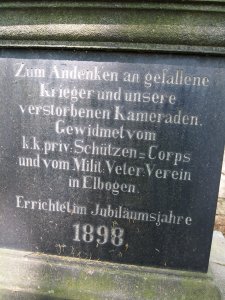 Zum Andenken an gefallene
Krieger und unsere
verstorbenen Kameraden.
Gewidmet vom
k.k. priv. Schützen-Corps
und vom Milit. Veter. Verein
in Elbogen.
Errichtet im Jubiläumsjahre
1898